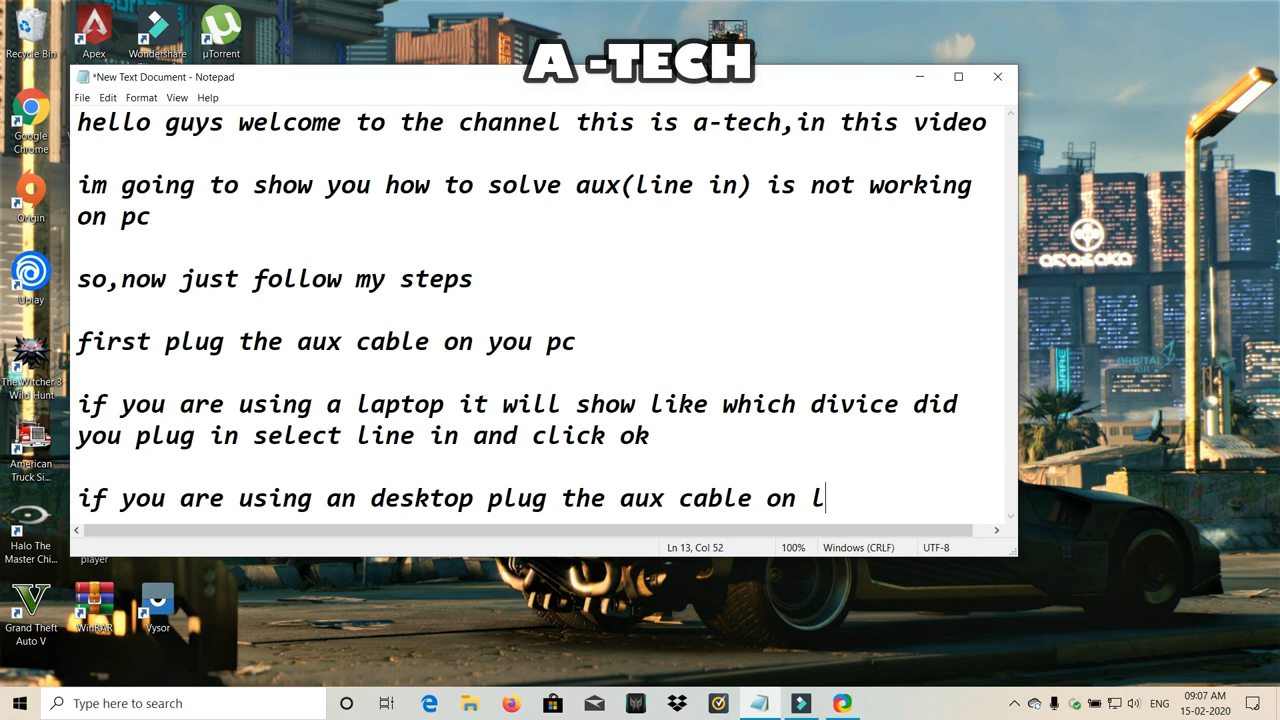 Recycle Bin
Apex
Wondershare
µTorrent
A -TECH
*New Text Document - Notepad
File Edit Format View Help
hello guys welcome to the channel this is a-tech,in this video
im going to show you how to solve aux(line in) is not working
on pc
so,now just follow my steps
first plug the aux cable on you pc
if you are using a laptop it will show like which divice did
you plug in select line in and click ok
if you are using an desktop plug the aux cable on l
Ln 13, Col 52
100%
Windows (CRLF)
UTF-8
Google
Chrome
Origin
Uplay
The Witcher 3
Wild Hunt
American
Truck Si...
Halo The
Master Chi...
player
Grand Theft
Auto V
WinRAR
Vysor
arasaka
ORBITAL
AIR
Type here to search
ENG
09:07 AM
15-02-2020